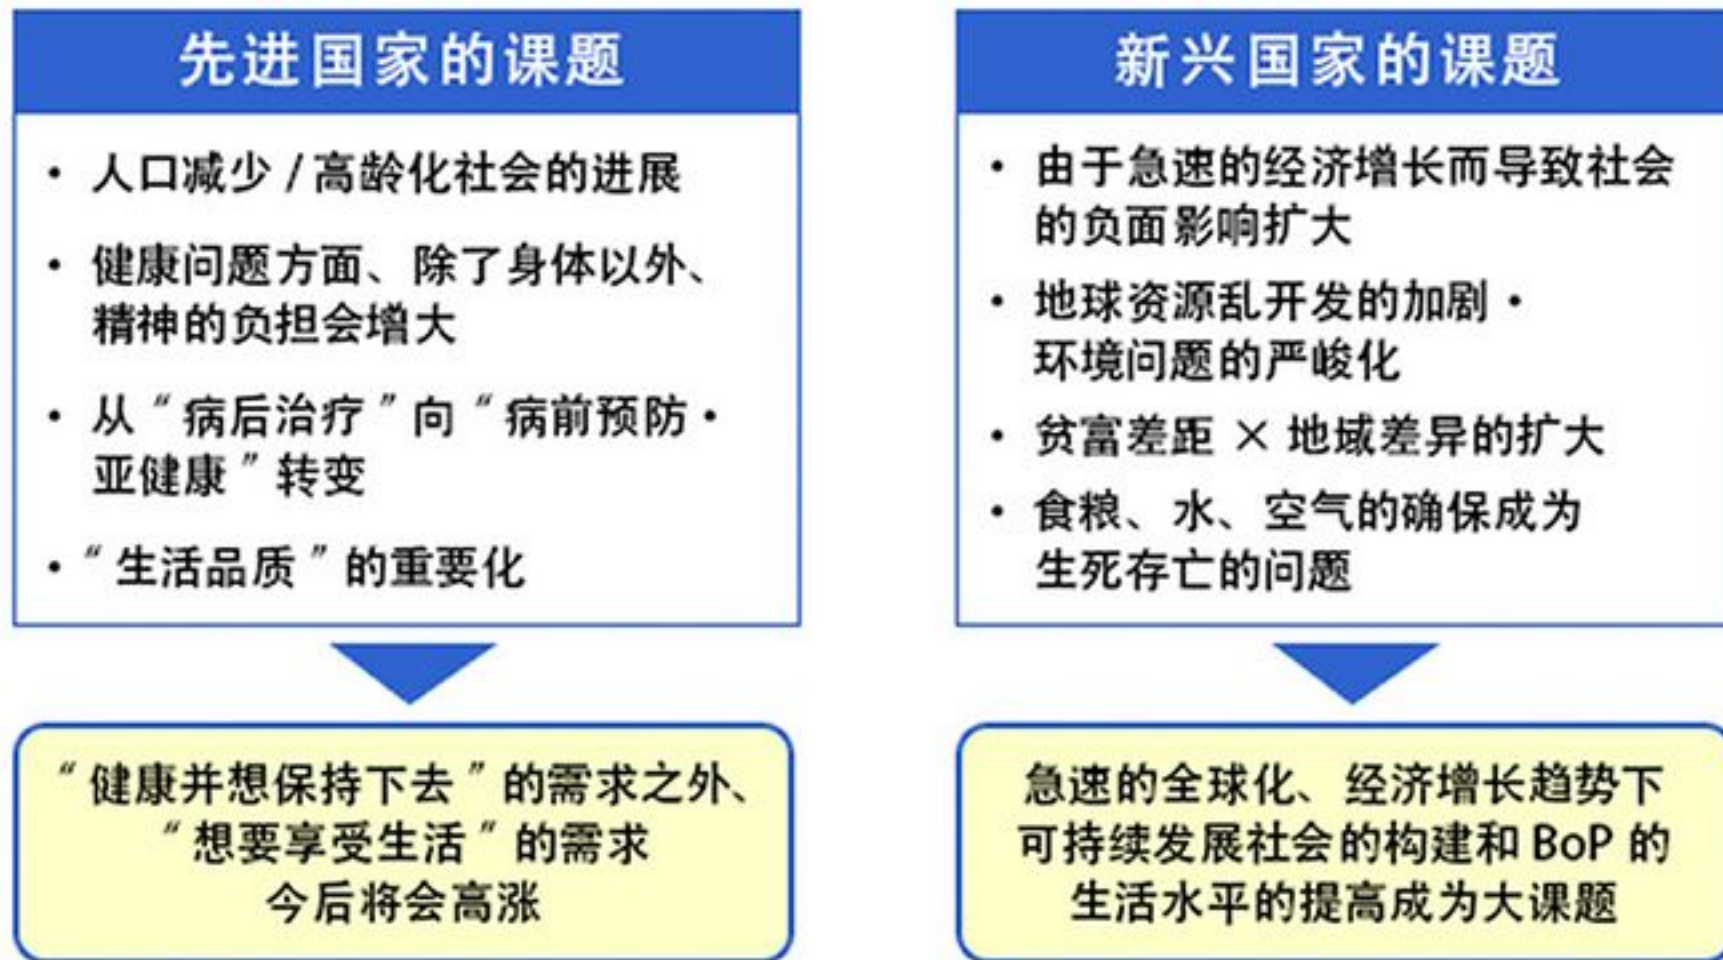 先进国家的课题
• 人口减少 / 高龄化社会的进展
• 健康问题方面、除了身体以外、
精神的负担会增大
• 从“病后治疗”向“病前预防・
亚健康”转变
• “生活品质”的重要化
“健康并想保持下去”的需求之外、
“想要享受生活“的需求
今后将会高涨
新兴国家的课题
• 由于急速的经济增长而导致社会
的负面影响扩大
• 地球资源乱开发的加剧・
环境问题的严峻化
• 贫富差距 × 地域差异的扩大
• 食粮、水、空气的确保成为
生死存亡的问题
急速的全球化、经济增长趋势下
可持续发展社会的构建和 BoP 的
生活水平的提高成为大课题